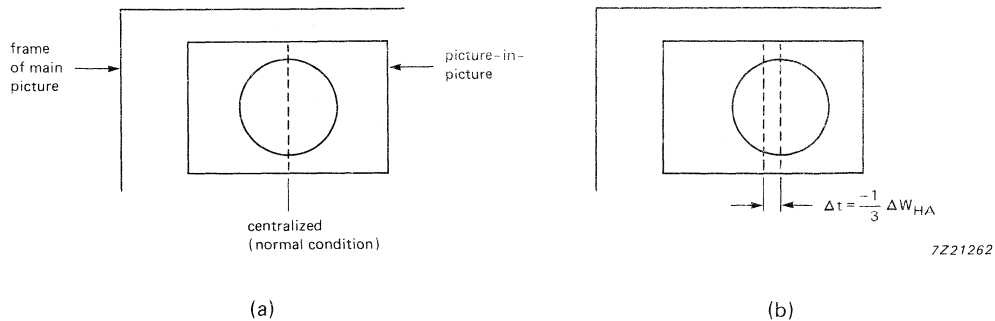 frame
of main
picture
picture-in-
picture
centralized
(normal condition)
Δt = -1/3 ΔW_HA
7Z21262
(a)
(b)